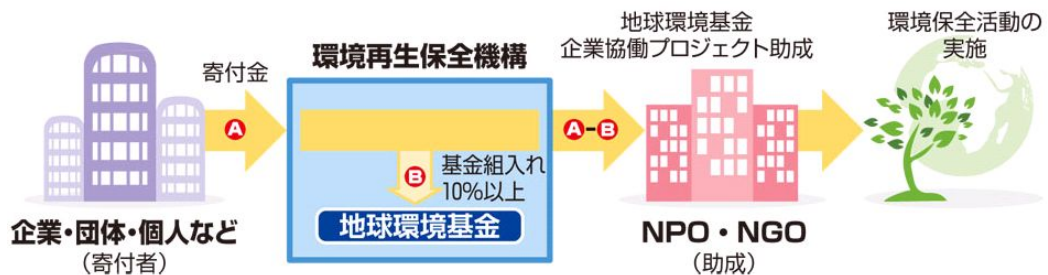 寄付金
A
企業・団体・個人など
（寄付者）
環境再生保全機構
B
基金組入れ
10％以上
地球環境基金
地球環境基金
企業協働プロジェクト助成
A-B
NPO・NGO
（助成）
環境保全活動の
実施